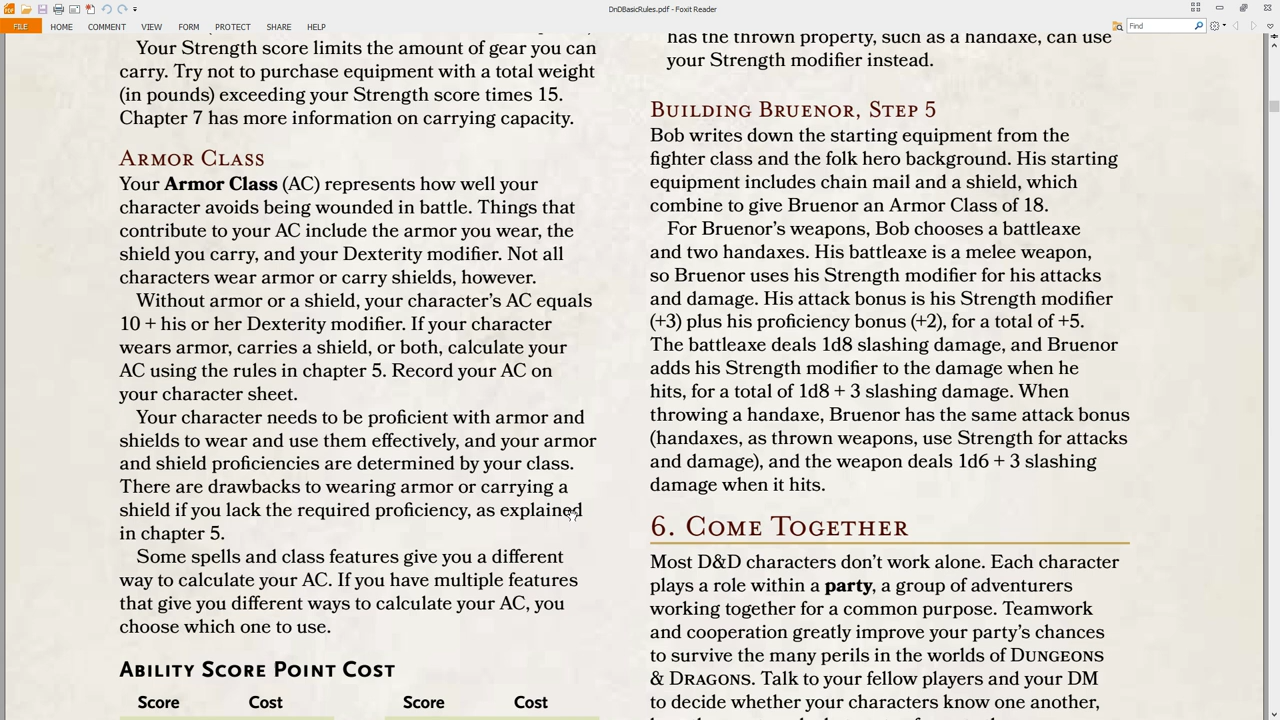 DnDBasicRules.pdf - Foxit Reader
FILE HOME COMMENT VIEW FORM PROTECT SHARE HELP
Find
Your Strength score limits the amount of gear you can
carry. Try not to purchase equipment with a total weight
(in pounds) exceeding your Strength score times 15.
Chapter 7 has more information on carrying capacity.
ARMOR CLASS
Your Armor Class (AC) represents how well your
character avoids being wounded in battle. Things that
contribute to your AC include the armor you wear, the
shield you carry, and your Dexterity modifier. Not all
characters wear armor or carry shields, however.
Without armor or a shield, your character's AC equals
10 + his or her Dexterity modifier. If your character
wears armor, carries a shield, or both, calculate your
AC using the rules in chapter 5. Record your AC on
your character sheet.
Your character needs to be proficient with armor and
shields to wear and use them effectively, and your armor
and shield proficiencies are determined by your class.
There are drawbacks to wearing armor or carrying a
shield if you lack the required proficiency, as explained
in chapter 5.
Some spells and class features give you a different
way to calculate your AC. If you have multiple features
that give you different ways to calculate your AC, you
choose which one to use.
ABILITY SCORE POINT COST
Score Cost Score Cost
has the thrown property, such as a handaxe, can use
your Strength modifier instead.
BUILDING BRUENOR, STEP 5
Bob writes down the starting equipment from the
fighter class and the folk hero background. His starting
equipment includes chain mail and a shield, which
combine to give Bruenor an Armor Class of 18.
For Bruenor's weapons, Bob chooses a battleaxe
and two handaxes. His battleaxe is a melee weapon,
so Bruenor uses his Strength modifier for his attacks
and damage. His attack bonus is his Strength modifier
(+3) plus his proficiency bonus (+2), for a total of +5.
The battleaxe deals 1d8 slashing damage, and Bruenor
adds his Strength modifier to the damage when he
hits, for a total of 1d8 + 3 slashing damage. When
throwing a handaxe, Bruenor has the same attack bonus
(handaxes, as thrown weapons, use Strength for attacks
and damage), and the weapon deals 1d6 + 3 slashing
damage when it hits.
6. COME TOGETHER
Most D&D characters don't work alone. Each character
plays a role within a party, a group of adventurers
working together for a common purpose. Teamwork
and cooperation greatly improve your party's chances
to survive the many perils in the worlds of DUNGEONS
& DRAGONS. Talk to your fellow players and your DM
to decide whether your characters know one another,